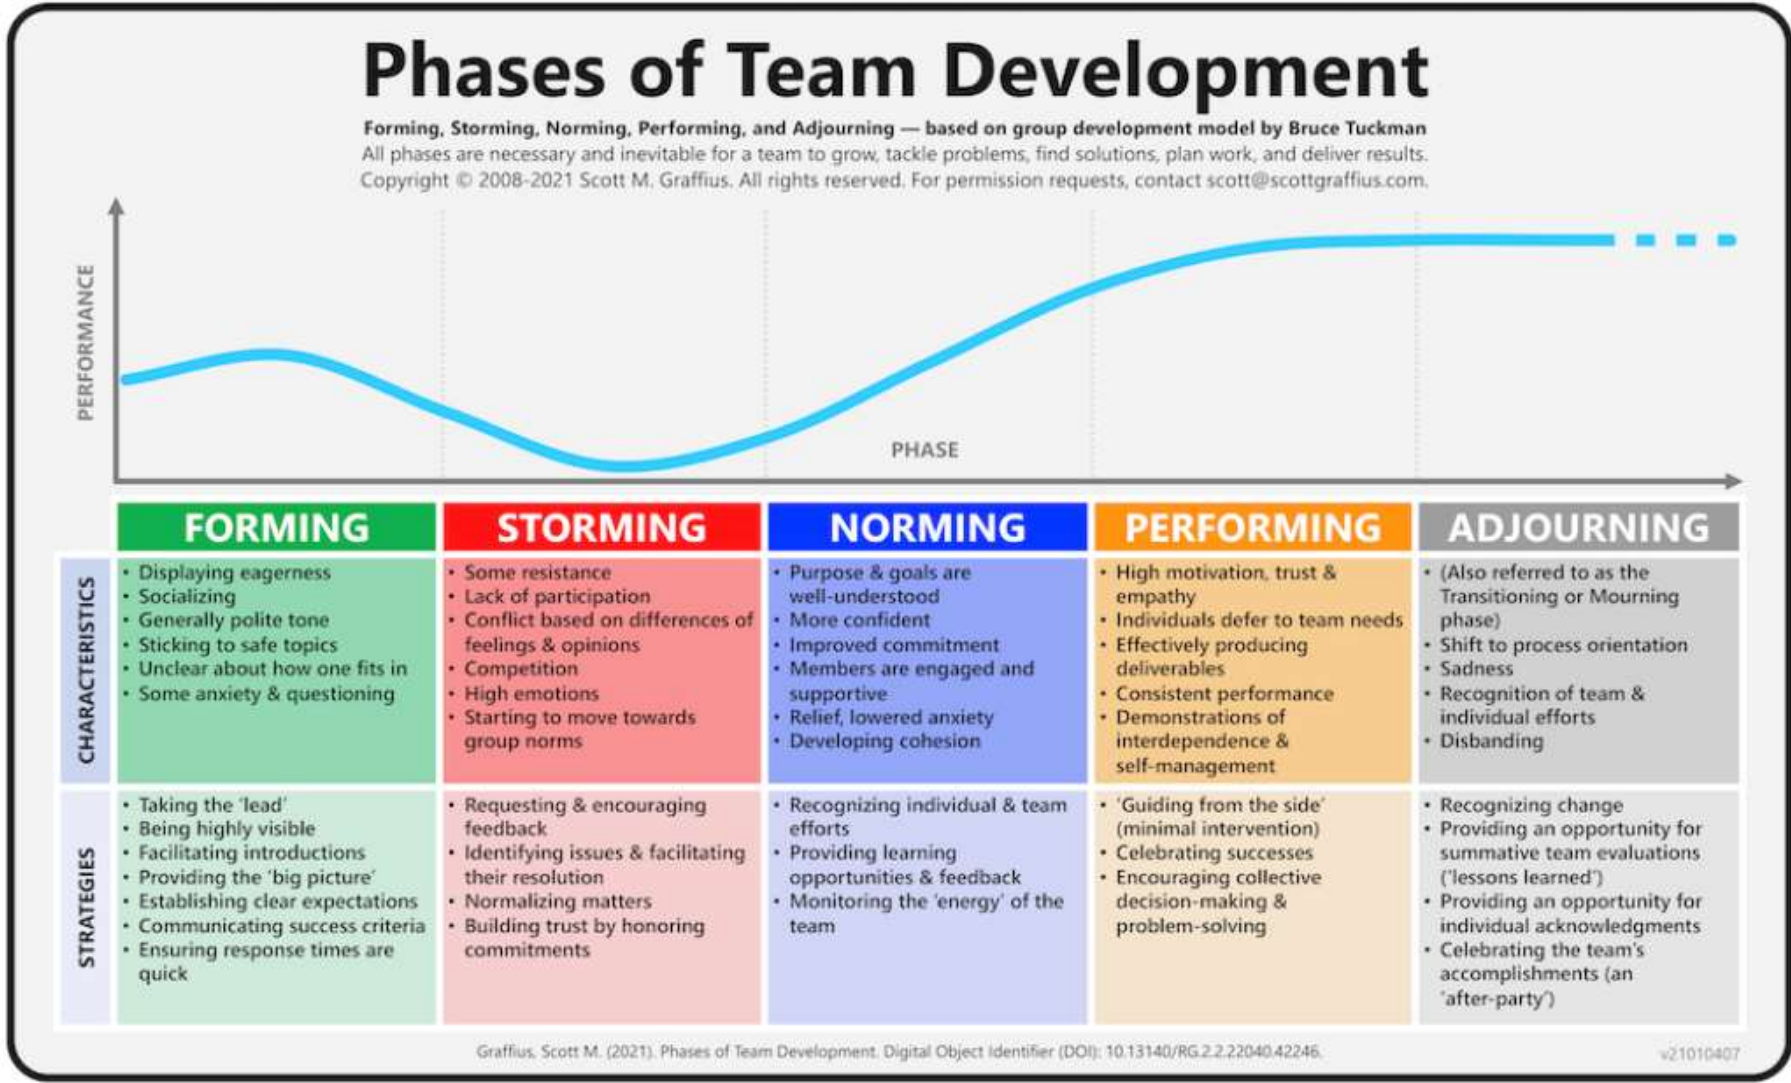 Phases of Team Development
Forming, Storming, Norming, Performing, and Adjourning — based on group development model by Bruce Tuckman
All phases are necessary and inevitable for a team to grow, tackle problems, find solutions, plan work, and deliver results.
Copyright © 2008-2021 Scott M. Graffius. All rights reserved. For permission requests, contact scott@scottgraffius.com.
PERFORMANCE
PHASE
FORMING
STORMING
NORMING
PERFORMING
ADJOURNING
CHARACTERISTICS
• Displaying eagerness
• Socializing
• Generally polite tone
• Sticking to safe topics
• Unclear about how one fits in
• Some anxiety & questioning
• Some resistance
• Lack of participation
• Conflict based on differences of
feelings & opinions
• Competition
• High emotions
• Starting to move towards
group norms
• Purpose & goals are
well-understood
• More confident
• Improved commitment
• Members are engaged and
supportive
• Relief, lowered anxiety
• Developing cohesion
• High motivation, trust &
empathy
• Individuals defer to team needs
• Effectively producing
deliverables
• Consistent performance
• Demonstrations of
interdependence &
self-management
• (Also referred to as the
Transitioning or Mourning
phase)
• Shift to process orientation
• Sadness
• Recognition of team &
individual efforts
• Disbanding
STRATEGIES
• Taking the 'lead'
• Being highly visible
• Facilitating introductions
• Providing the 'big picture'
• Establishing clear expectations
• Communicating success criteria
• Ensuring response times are
quick
• Requesting & encouraging
feedback
• Identifying issues & facilitating
their resolution
• Normalizing matters
• Building trust by honoring
commitments
• Recognizing individual & team
efforts
• Providing learning
opportunities & feedback
• Monitoring the 'energy' of the
team
• 'Guiding from the side'
(minimal intervention)
• Celebrating successes
• Encouraging collective
decision-making &
problem-solving
• Recognizing change
• Providing an opportunity for
summative team evaluations
('lessons learned')
• Providing an opportunity for
individual acknowledgments
• Celebrating the team's
accomplishments (an
'after-party')
Graffius, Scott M. (2021). Phases of Team Development. Digital Object Identifier (DOI): 10.13140/RG.2.2.22040.42246.
v21010407